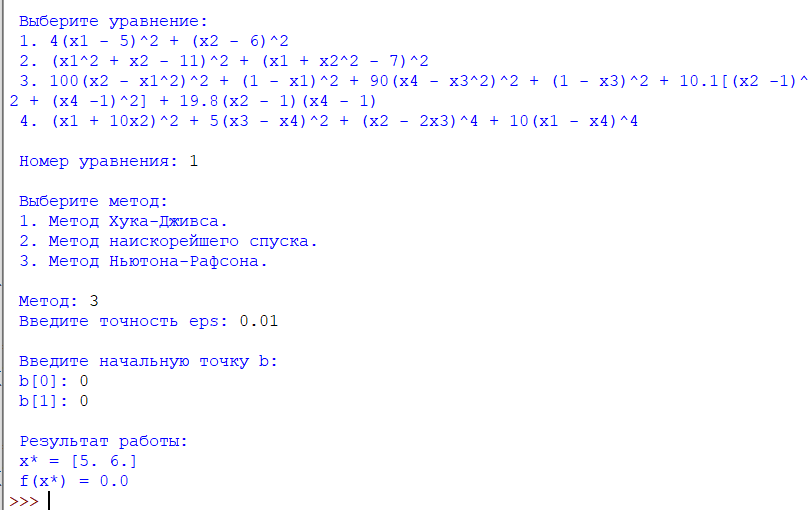 Выберите уравнение:
1. 4(x1 - 5)^2 + (x2 - 6)^2
2. (x1^2 + x2 - 11)^2 + (x1 + x2^2 - 7)^2
3. 100(x2 - x1^2)^2 + (1 - x1)^2 + 90(x4 - x3^2)^2 + (1 - x3)^2 + 10.1[(x2 -1)^
2 + (x4 -1)^2] + 19.8(x2 - 1)(x4 - 1)
4. (x1 + 10x2)^2 + 5(x3 - x4)^2 + (x2 - 2x3)^4 + 10(x1 - x4)^4
Номер уравнения: 1
Выберите метод:
1. Метод Хука-Дживса.
2. Метод наискорейшего спуска.
3. Метод Ньютона-Рафсона.
Метод: 3
Введите точность eps: 0.01
Введите начальную точку b:
b[0]: 0
b[1]: 0
Результат работы:
x* = [5. 6.]
f(x*) = 0.0
>>>